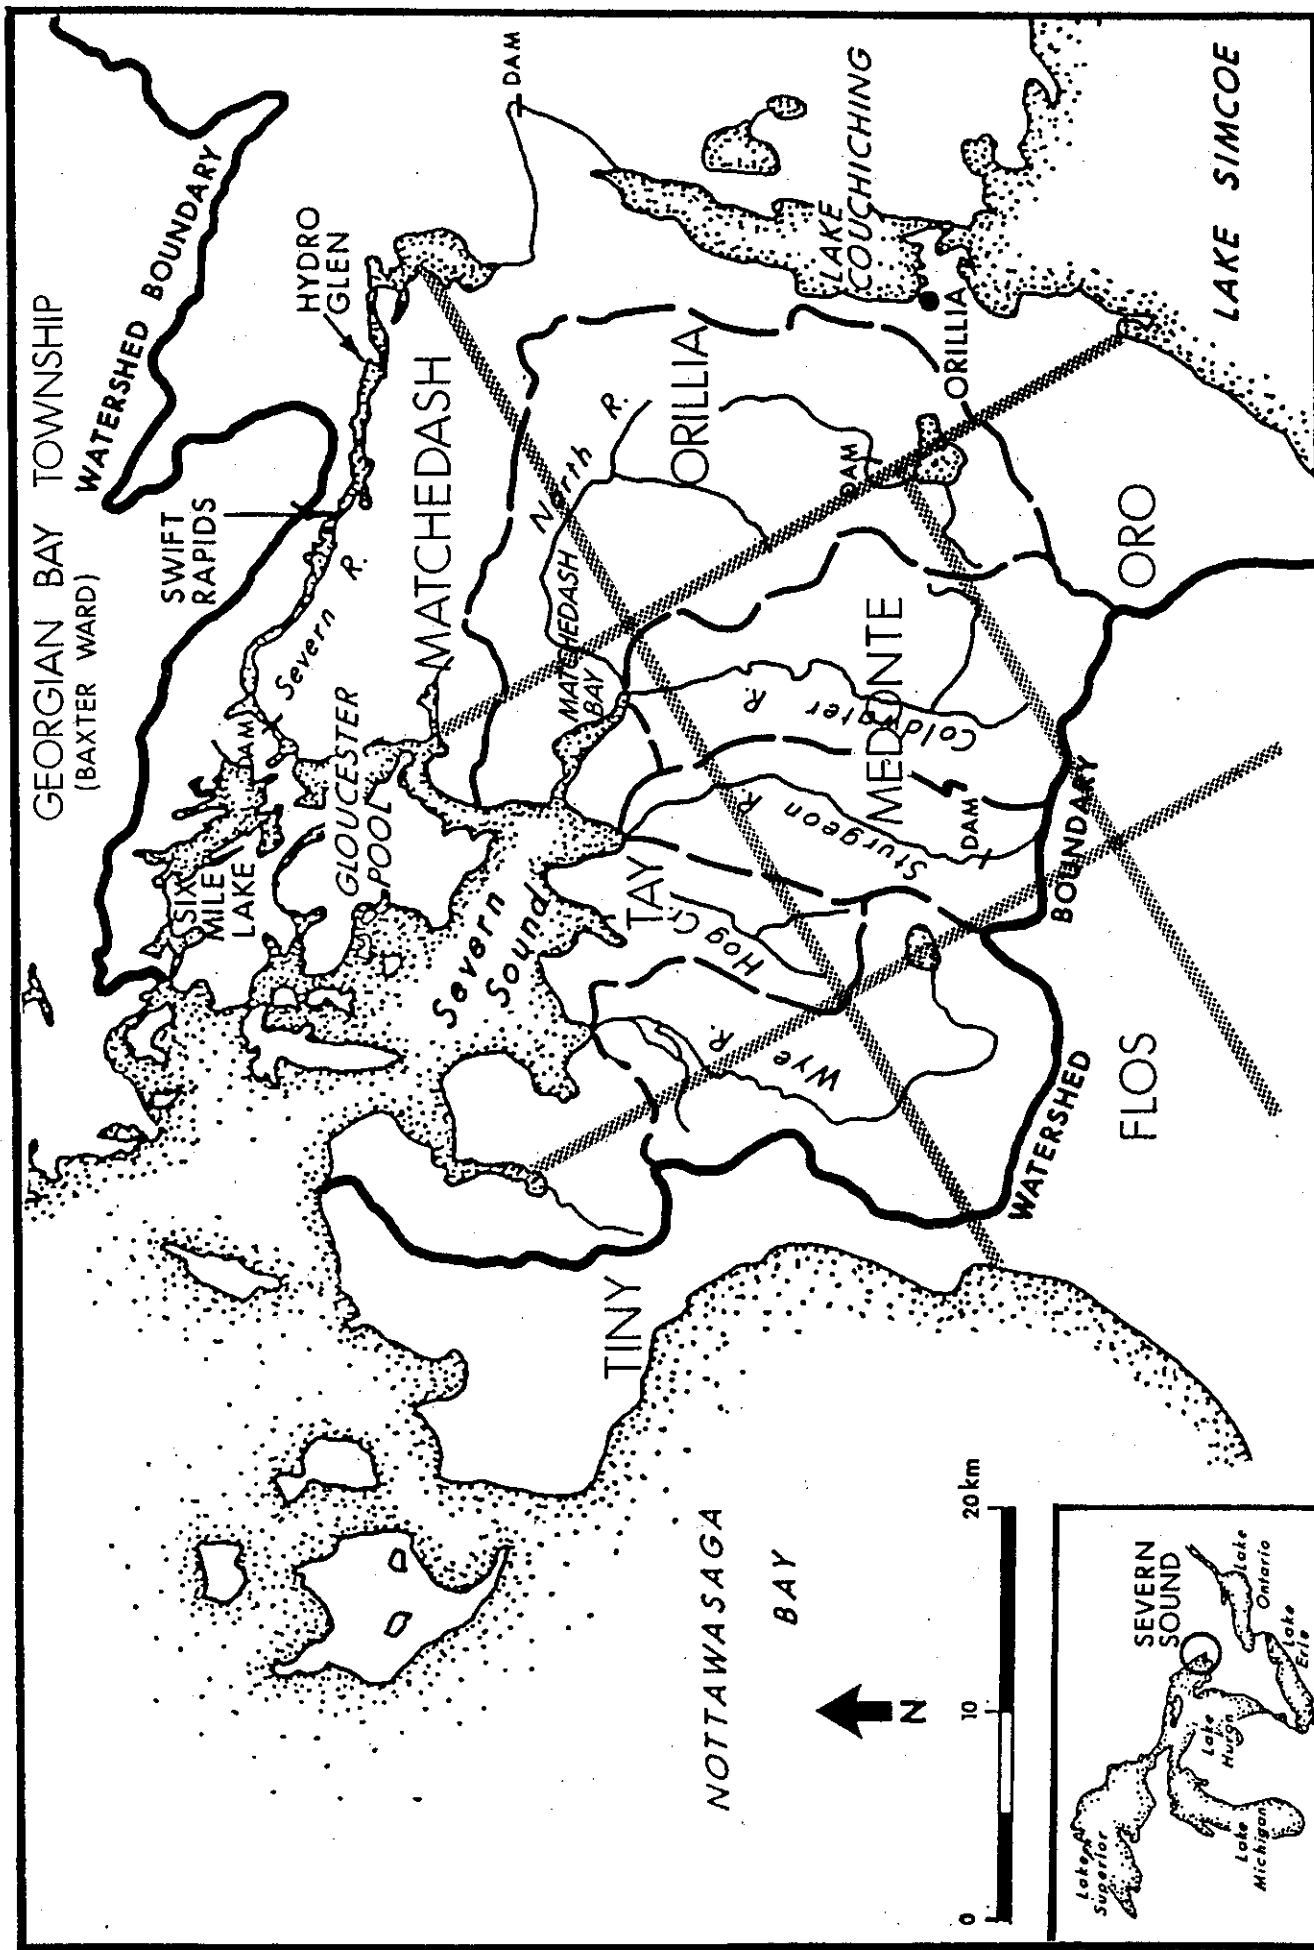 GEORGIAN BAY TOWNSHIP
(BAXTER WARD)
WATERSHED BOUNDARY
SWIFT
RAPIDS
HYDRO
GLEN
DAM
SIX
MILE
LAKE
DAM
Severn R.
GLOUCESTER
POOL
MATCHEDASH
Severn
Sound
MATCHEDASH
BAY
MATCHEDASH
North R.
ORILLIA
LAKE
COUCHICHING
DAM
ORILLIA
LAKE SIMCOE
TAY
Hog C.
Wye R.
Sturgeon R.
DAM
Coldwater R.
MEDONTE
ORO
WATERSHED BOUNDARY
FLOS
TINY
NOTTAWASAGA
BAY
N
0 10 20 km
SEVERN
SOUND
Lake
Superior
Lake
Michigan
Lake
Huron
Lake
Erie
Lake
Ontario